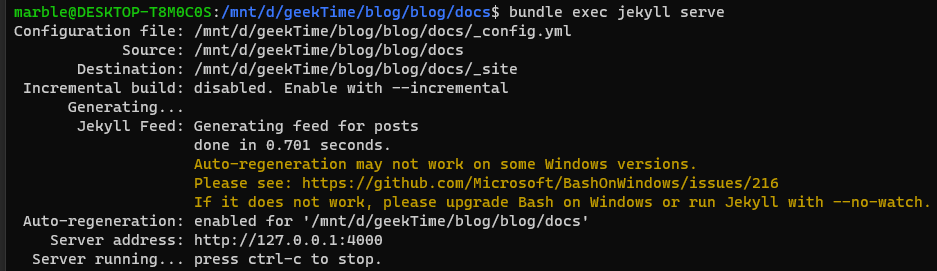 marble@DESKTOP-T8M0C0S:/mnt/d/geekTime/blog/blog/docs$ bundle exec jekyll serve
Configuration file: /mnt/d/geekTime/blog/blog/docs/_config.yml
Source: /mnt/d/geekTime/blog/blog/docs
Destination: /mnt/d/geekTime/blog/blog/docs/_site
Incremental build: disabled. Enable with --incremental
Generating...
Jekyll Feed: Generating feed for posts
done in 0.701 seconds.
Auto-regeneration may not work on some Windows versions.
Please see: https://github.com/Microsoft/BashOnWindows/issues/216
If it does not work, please upgrade Bash on Windows or run Jekyll with --no-watch.
Auto-regeneration: enabled for '/mnt/d/geekTime/blog/blog/docs'
Server address: http://127.0.0.1:4000
Server running... press ctrl-c to stop.